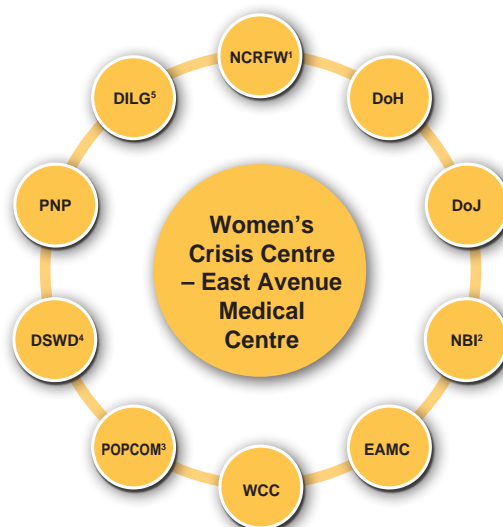 NCRFW¹
DoH
DoJ
NBI²
EAMC
WCC
POPCOM³
DSWD⁴
PNP
DILG⁵
Women’s
Crisis Centre
– East Avenue
Medical
Centre